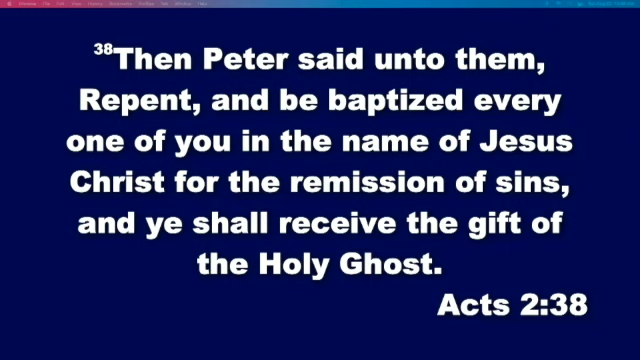 38Then Peter said unto them,
Repent, and be baptized every
one of you in the name of Jesus
Christ for the remission of sins,
and ye shall receive the gift of
the Holy Ghost.
Acts 2:38